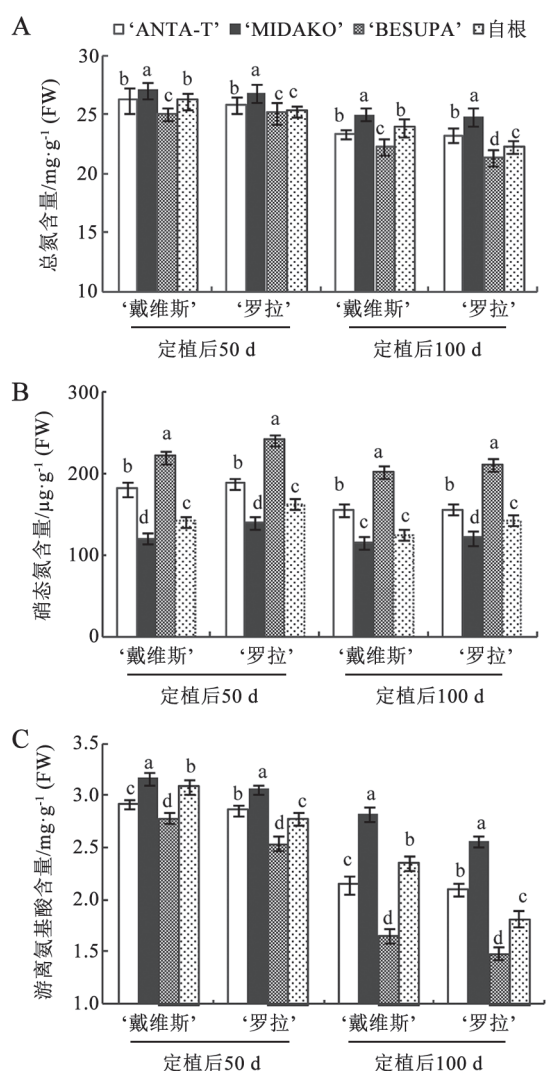 A
‘ANTA-T’ ‘MIDAKO’ ‘BESUPA’ 自根
总氮含量/mg·g⁻¹ (FW)
30
25
20
15
10
b a c b
b a c c
b a c b
b a d c
‘戴维斯’ ‘罗拉’ ‘戴维斯’ ‘罗拉’
定植后50 d 定植后100 d
B
硝态氮含量/μg·g⁻¹ (FW)
300
200
100
0
b d a c
b d a c
b c a c
b d a c
‘戴维斯’ ‘罗拉’ ‘戴维斯’ ‘罗拉’
定植后50 d 定植后100 d
C
游离氨基酸含量/mg·g⁻¹ (FW)
3.5
3.0
2.5
2.0
1.5
1.0
c a d b
b a d c
c a d b
b a d c
‘戴维斯’ ‘罗拉’ ‘戴维斯’ ‘罗拉’
定植后50 d 定植后100 d